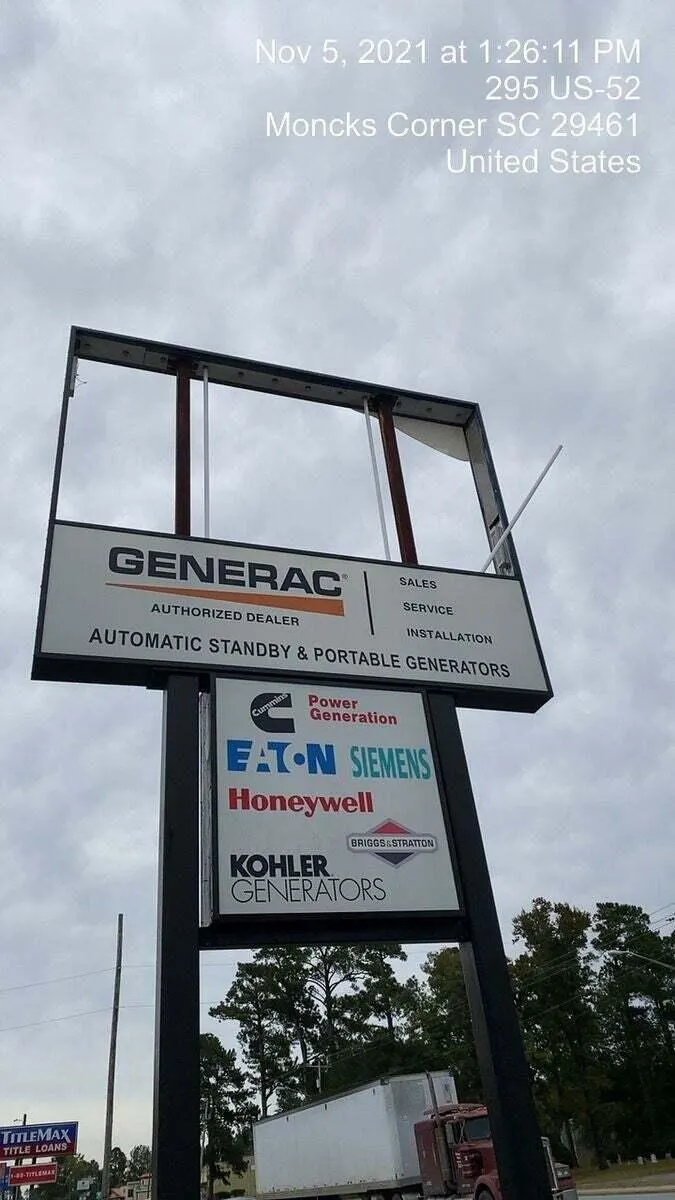 Nov 5, 2021 at 1:26:11 PM
295 US-52
Moncks Corner SC 29461
United States
GENERAC®
AUTHORIZED DEALER
SALES
SERVICE
INSTALLATION
AUTOMATIC STANDBY & PORTABLE GENERATORS
Cummins
Power
Generation
EATON
SIEMENS
Honeywell
BRIGGS&STRATTON
KOHLER
GENERATORS
TITLEMAX
TITLE LOANS